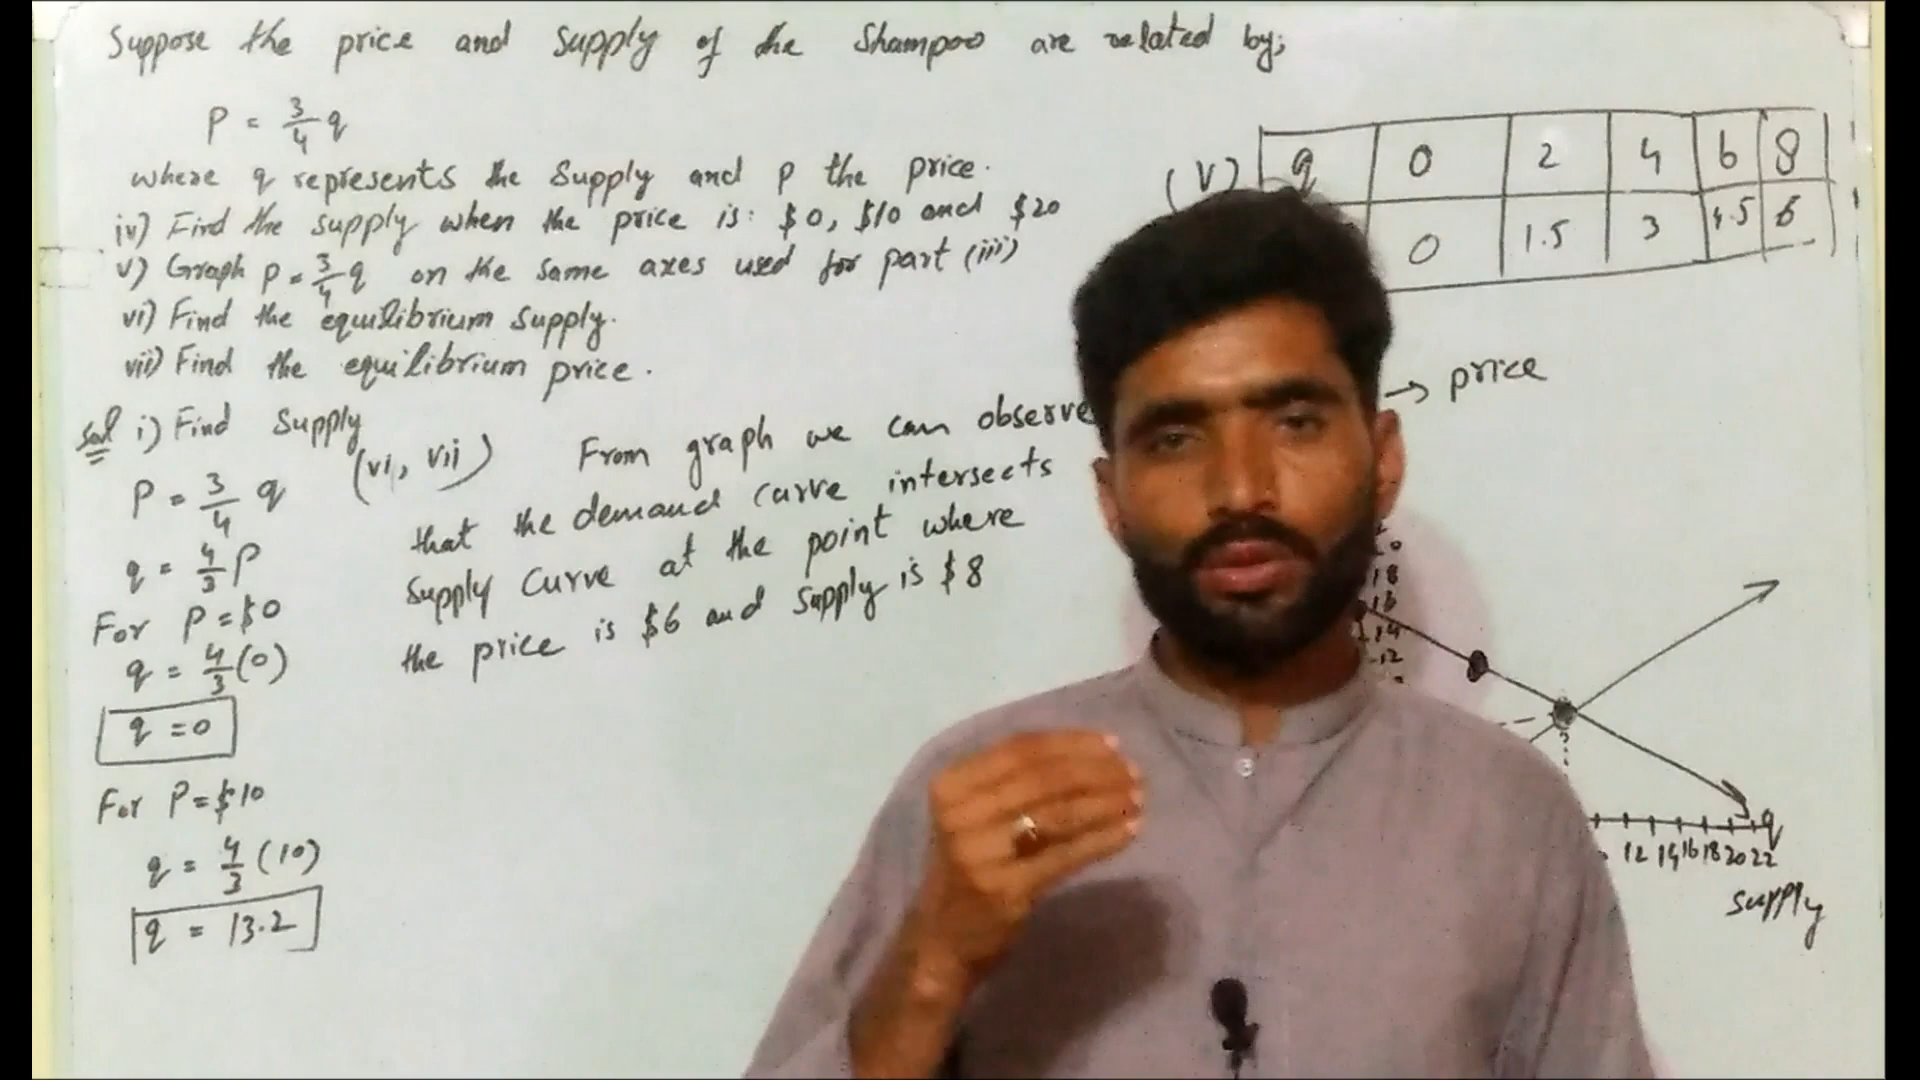 Suppose the price and Supply of the Shampoo are related by;
P = 3/4 q
where q represents the Supply and P the price.
iv) Find the supply when the price is: $0, $10 and $20
v) Graph P = 3/4 q on the same axes used for part (iii)
vi) Find the equilibrium supply.
vii) Find the equilibrium price.
Sol i) Find Supply
P = 3/4 q
q = 4/3 P
For P = $0
q = 4/3 (0)
q = 0
For P = $10
q = 4/3 (10)
q = 13.2
(vi, vii) From graph we can observe
that the demand curve intersects
Supply curve at the point where
the price is $6 and Supply is $8
(V) q 0 2 4 6 8
0 1.5 3 4.5 6
→ price
18
16
14
12
q
12 14 16 18 20 22
Supply